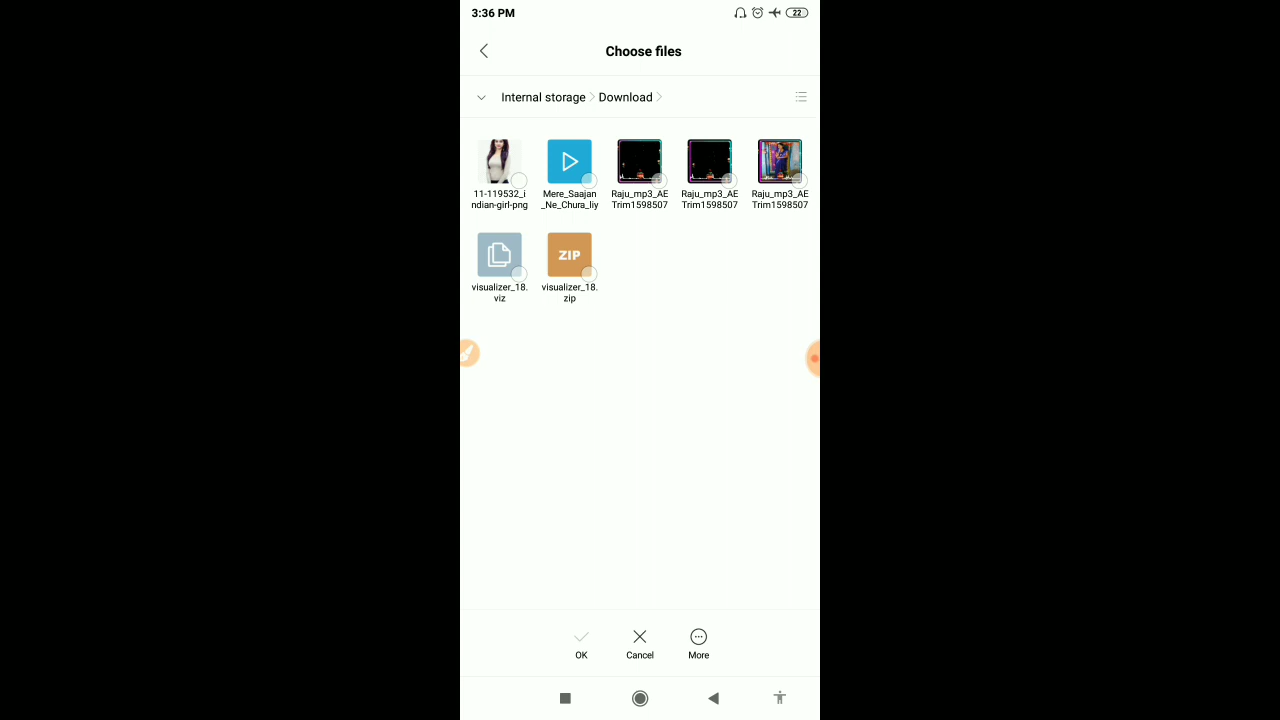 3:36 PM
22
Choose files
Internal storage
Download
11-119532_i
ndian-girl-png
Mere_Saajan
_Ne_Chura_liy
Raju_mp3_AE
Trim1598507
Raju_mp3_AE
Trim1598507
Raju_mp3_AE
Trim1598507
visualizer_18.
viz
ZIP
visualizer_18.
zip
OK
Cancel
More